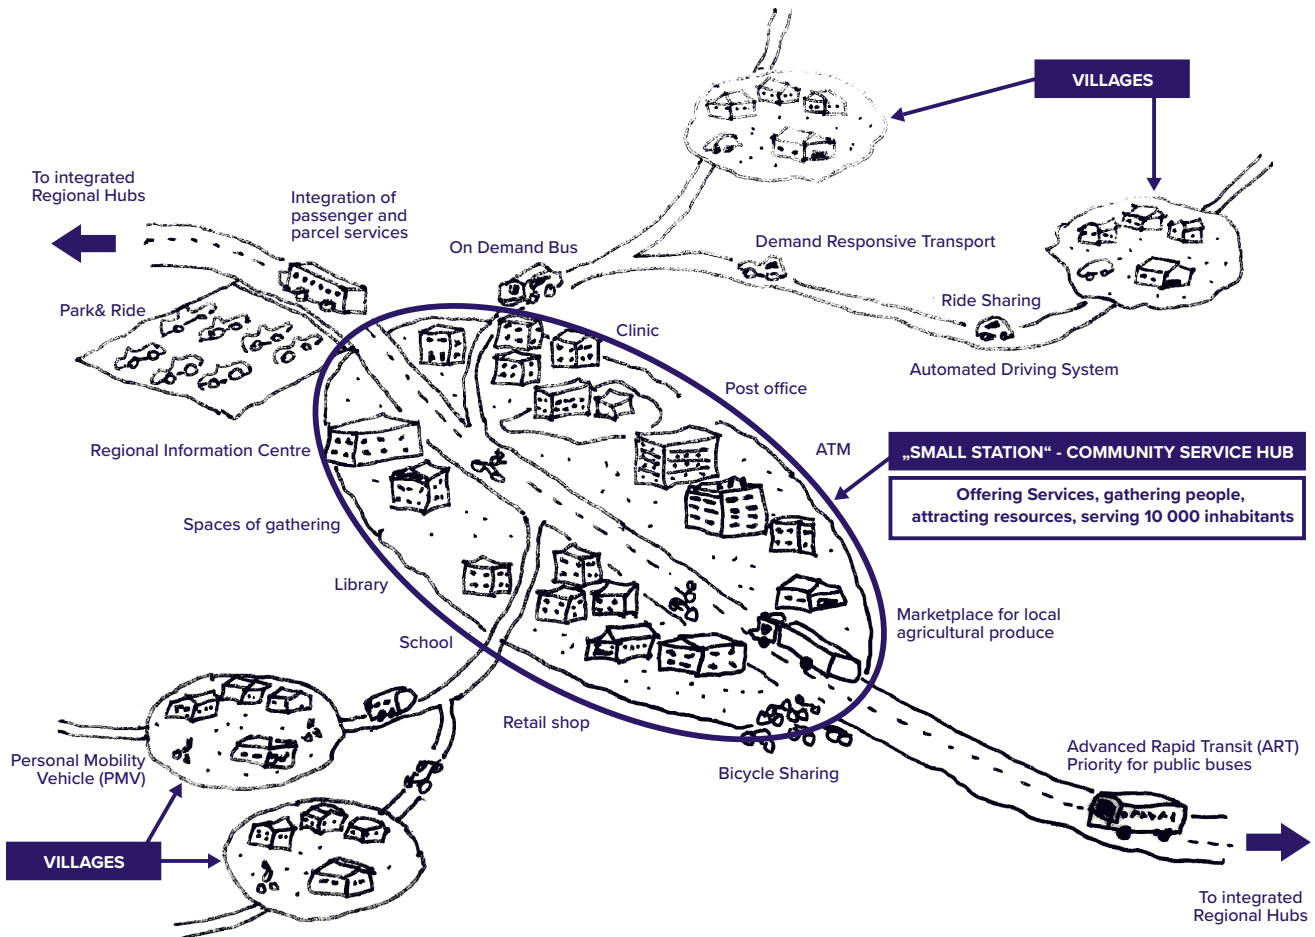 VILLAGES
To integrated
Regional Hubs
Integration of
passenger and
parcel services
On Demand Bus
Demand Responsive Transport
Park& Ride
Ride Sharing
Clinic
Automated Driving System
Post office
Regional Information Centre
ATM
„SMALL STATION“ - COMMUNITY SERVICE HUB
Offering Services, gathering people,
attracting resources, serving 10 000 inhabitants
Spaces of gathering
Library
Marketplace for local
agricultural produce
School
Retail shop
Personal Mobility
Vehicle (PMV)
Bicycle Sharing
Advanced Rapid Transit (ART)
Priority for public buses
VILLAGES
To integrated
Regional Hubs